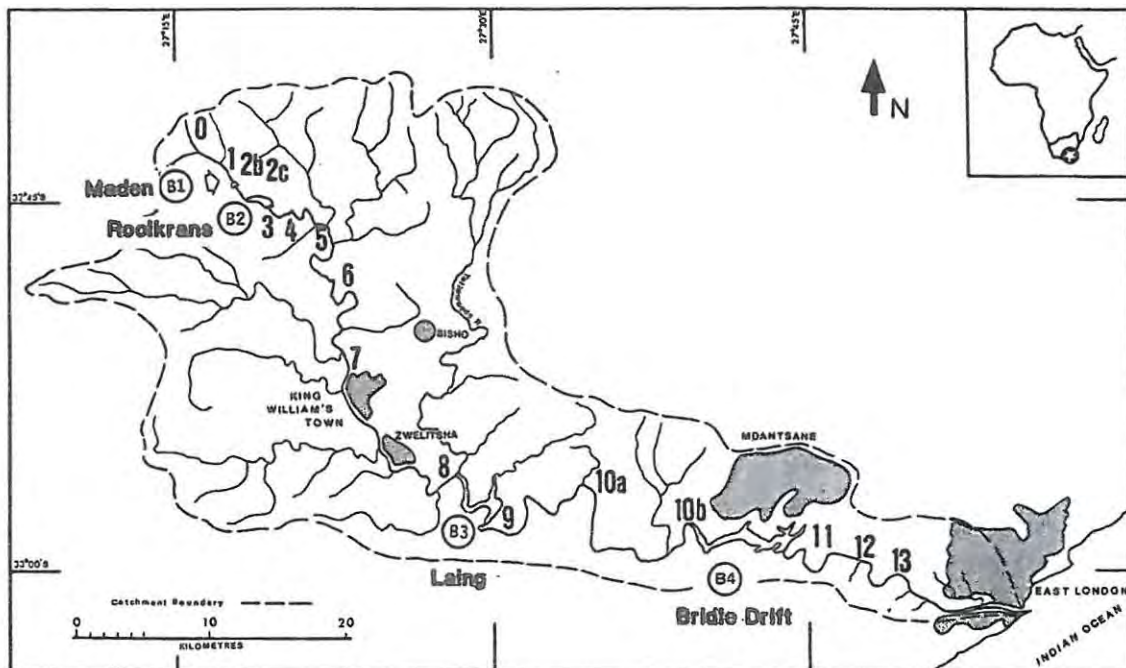 27°15'E
27°30'E
27°45'E
N
0
1 2b 2c
Maden B1
37°45'S
Rooikrans B2
3 4 5
6
BISHO
7
KING
WILLIAM'S
TOWN
ZWELITSHA
MDANTSANE
8
10a
9
10b
B3
11 12 13
33°00'S
Laing
B4
EAST LONDON
Catchment Boundary
Bridle Drift
INDIAN OCEAN
0 10 20
KILOMETRES